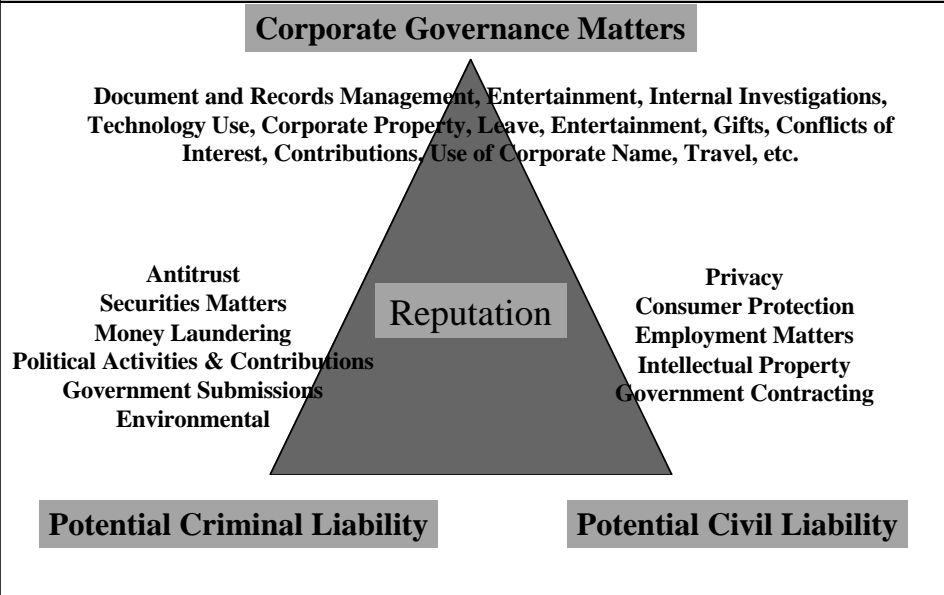 Corporate Governance Matters
Document and Records Management, Entertainment, Internal Investigations,
Technology Use, Corporate Property, Leave, Entertainment, Gifts, Conflicts of
Interest, Contributions, Use of Corporate Name, Travel, etc.
Antitrust
Securities Matters
Money Laundering
Political Activities & Contributions
Government Submissions
Environmental
Reputation
Privacy
Consumer Protection
Employment Matters
Intellectual Property
Government Contracting
Potential Criminal Liability
Potential Civil Liability